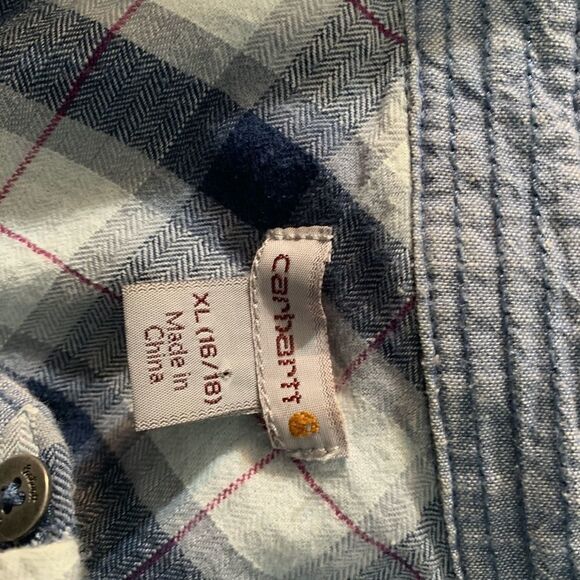 carhartt
XL (16/18)
Made in
China